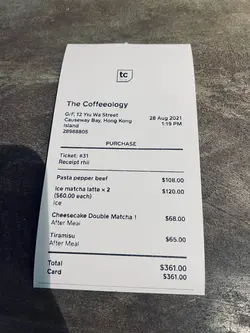 tc
The Coffeeology
G/F, 12 Yiu Wa Street
Causeway Bay, Hong Kong
Island
28988805
28 Aug 2021
1:19 PM
PURCHASE
Ticket: #31
Receipt rhiI
Pasta pepper beef $108.00
Ice matcha latta × 2 $120.00
($60.00 each)
Ice
Cheesecake Double Matcha ! $68.00
After Meal
Tiramisu $65.00
After Meal
Total $361.00
Card $361.00